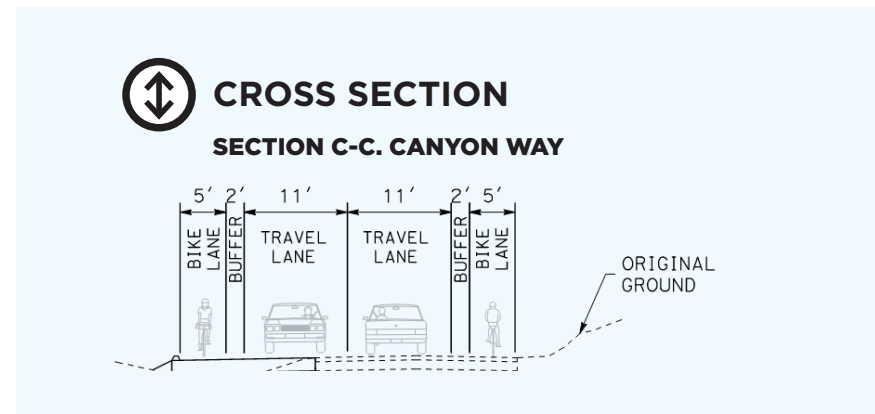 CROSS SECTION
SECTION C-C. CANYON WAY
5' 2' 11' 11' 2' 5'
BIKE LANE
BUFFER
TRAVEL
LANE
TRAVEL
LANE
BUFFER
BIKE LANE
ORIGINAL
GROUND